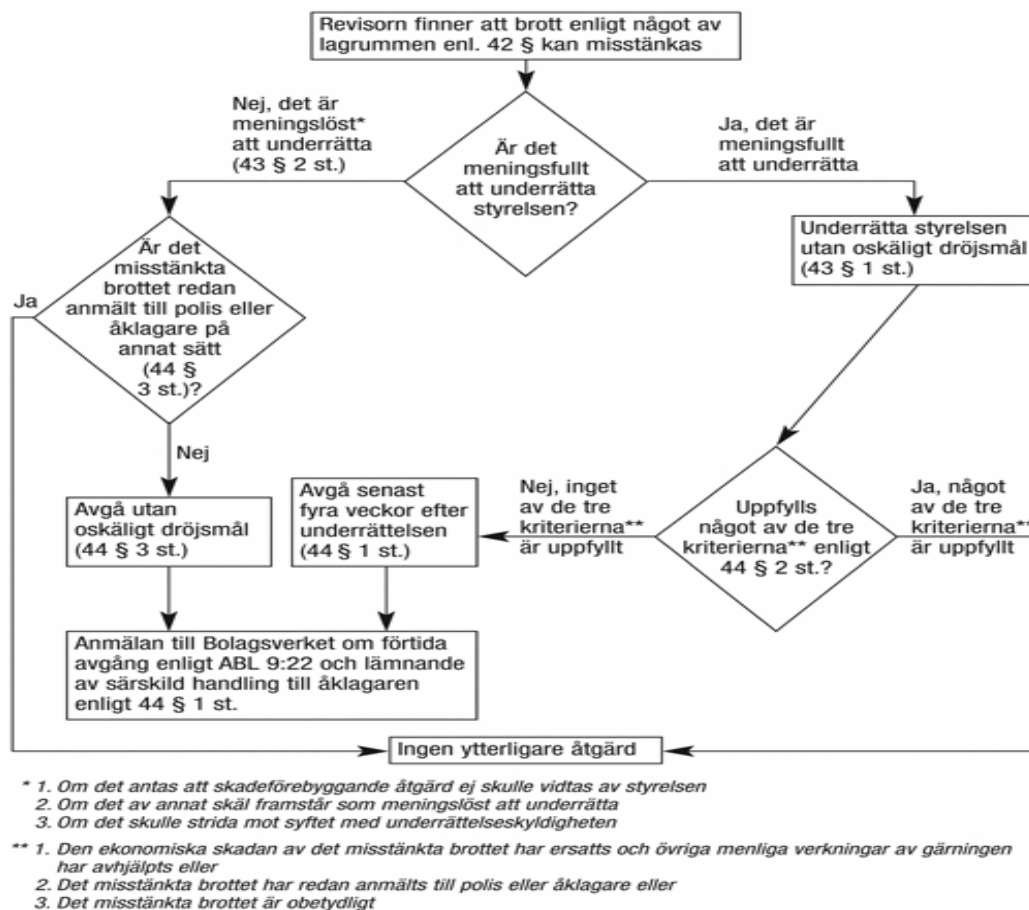 Revisorn finner att brott enligt något av
lagrummen enl. 42 § kan misstänkas
Nej, det är
meningslöst*
att underrätta
(43 § 2 st.)
Är det
meningsfullt
att underrätta
styrelsen?
Ja, det är
meningsfullt
att underrätta
Underrätta styrelsen
utan oskäligt dröjsmål
(43 § 1 st.)
Ja
Är det
misstänkta
brottet redan
anmält till polis eller
åklagare på
annat sätt
(44 §
3 st.)?
Nej
Avgå utan
oskäligt dröjsmål
(44 § 3 st.)
Avgå senast
fyra veckor efter
underrättelsen
(44 § 1 st.)
Nej, inget
av de tre
kriterierna**
är uppfyllt
Uppfylls
något av de tre
kriterierna** enligt
44 § 2 st.?
Ja, något
av de tre
kriterierna**
är uppfyllt
Anmälan till Bolagsverket om förtida
avgång enligt ABL 9:22 och lämnande
av särskild handling till åklagaren
enligt 44 § 1 st.
Ingen ytterligare åtgärd
* 1. Om det antas att skadeförebyggande åtgärd ej skulle vidtas av styrelsen
2. Om det av annat skäl framstår som meningslöst att underrätta
3. Om det skulle strida mot syftet med underrättelseskyldigheten
** 1. Den ekonomiska skadan av det misstänkta brottet har ersatts och övriga menliga verkningar av gärningen
har avhjälpts eller
2. Det misstänkta brottet har redan anmälts till polis eller åklagare eller
3. Det misstänkta brottet är obetydligt